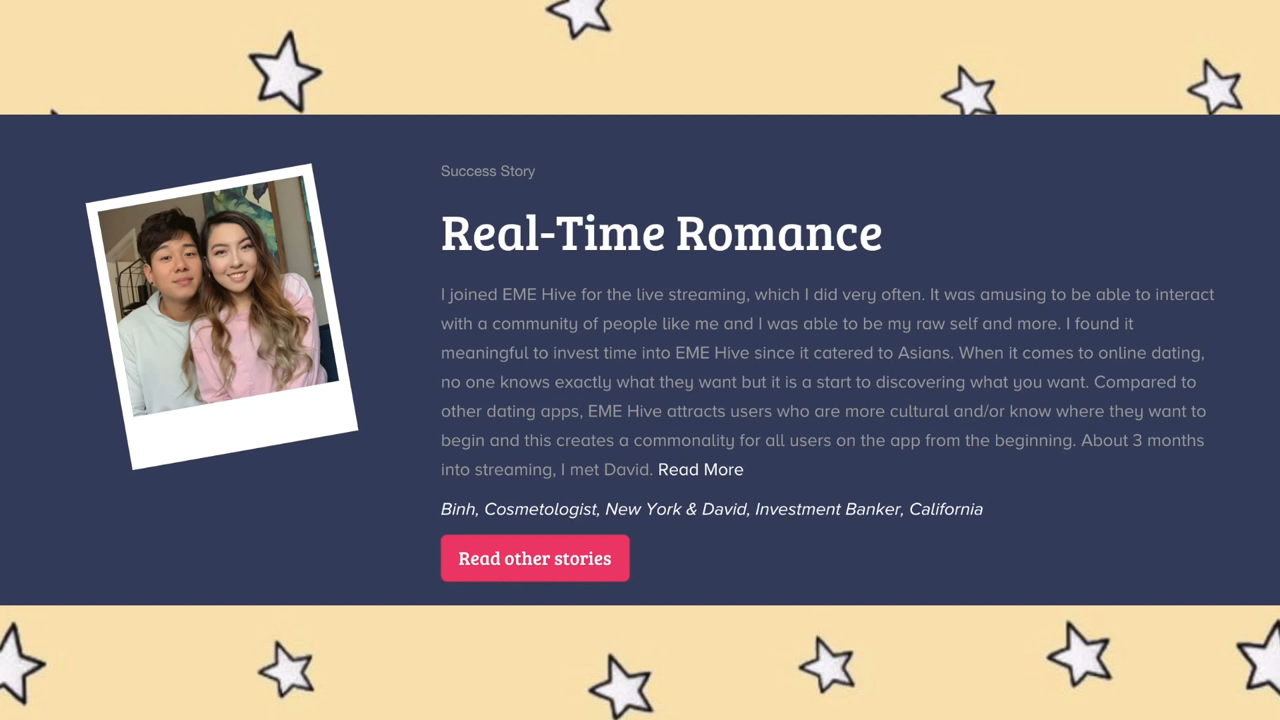 Success Story
Real-Time Romance
I joined EME Hive for the live streaming, which I did very often. It was amusing to be able to interact
with a community of people like me and I was able to be my raw self and more. I found it
meaningful to invest time into EME Hive since it catered to Asians. When it comes to online dating,
no one knows exactly what they want but it is a start to discovering what you want. Compared to
other dating apps, EME Hive attracts users who are more cultural and/or know where they want to
begin and this creates a commonality for all users on the app from the beginning. About 3 months
into streaming, I met David. Read More
Binh, Cosmetologist, New York & David, Investment Banker, California
Read other stories